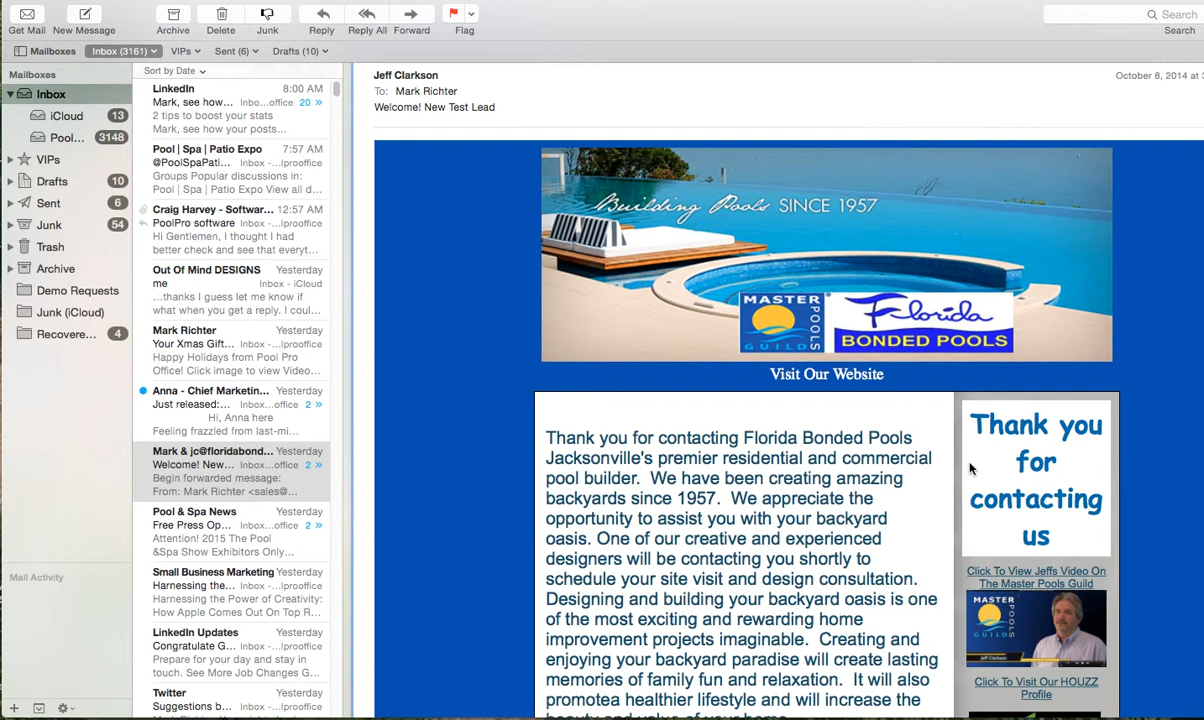 Get Mail New Message Archive Delete Junk Reply Reply All Forward Flag Search
Search
Mailboxes Inbox (3161) VIPs Sent (6) Drafts (10)
Mailboxes
Inbox
iCloud 13
Pool... 3148
VIPs
Drafts 10
Sent 6
Junk 54
Trash
Archive
Demo Requests
Junk (iCloud)
Recovere... 4
Mail Activity
Sort by Date
LinkedIn 8:00 AM
Mark, see how... Inbo...office 20 »
2 tips to boost your stats
Mark, see how your posts...
Pool | Spa | Patio Expo 7:57 AM
@PoolSpaPati... Inbox -...lprooffice
Groups Popular discussions in:
Pool | Spa | Patio Expo View all d...
Craig Harvey - Softwar... 12:57 AM
PoolPro software Inbox -...lprooffice
Hi Gentlemen, I thought I had
better check and see that everyt...
Out Of Mind DESIGNS Yesterday
me Inbox - iCloud
...thanks I guess let me know if
what when you get a reply. I coul...
Mark Richter Yesterday
Your Xmas Gift... Inbox -...lprooffice
Happy Holidays from Pool Pro
Office! Click image to view Video...
Anna - Chief Marketin... Yesterday
Just released:... Inbox...office 2 »
Hi, Anna here
Feeling frazzled from last-mi...
Mark & jc@floridabond... Yesterday
Welcome! New... Inbox...office 2 »
Begin forwarded message:
From: Mark Richter <sales@...
Pool & Spa News Yesterday
Free Press Op... Inbox...office 2 »
Attention! 2015 The Pool
&Spa Show Exhibitors Only...
Small Business Marketing Yesterday
Harnessing the... Inbox -...lprooffice
Harnessing the Power of Creativity:
How Apple Comes Out On Top R...
LinkedIn Updates Yesterday
Congratulate G... Inbox -...lprooffice
Prepare for your day and stay in
touch. See More Job Changes G...
Twitter Yesterday
Suggestions b... Inbox -...lprooffice
Jeff Clarkson October 8, 2014 at
To: Mark Richter
Welcome! New Test Lead
Building Pools SINCE 1957
MASTER POOLS GUILD
Florida
BONDED POOLS
Visit Our Website
Thank you for contacting Florida Bonded Pools
Jacksonville's premier residential and commercial
pool builder. We have been creating amazing
backyards since 1957. We appreciate the
opportunity to assist you with your backyard
oasis. One of our creative and experienced
designers will be contacting you shortly to
schedule your site visit and design consultation.
Designing and building your backyard oasis is one
of the most exciting and rewarding home
improvement projects imaginable. Creating and
enjoying your backyard paradise will create lasting
memories of family fun and relaxation. It will also
promotea healthier lifestyle and will increase the
beauty and value of your home.
Thank you
for
contacting
us
Click To View Jeffs Video On
The Master Pools Guild
MASTER POOLS GUILD
Jeff Clarkson
Click To Visit Our HOUZZ
Profile